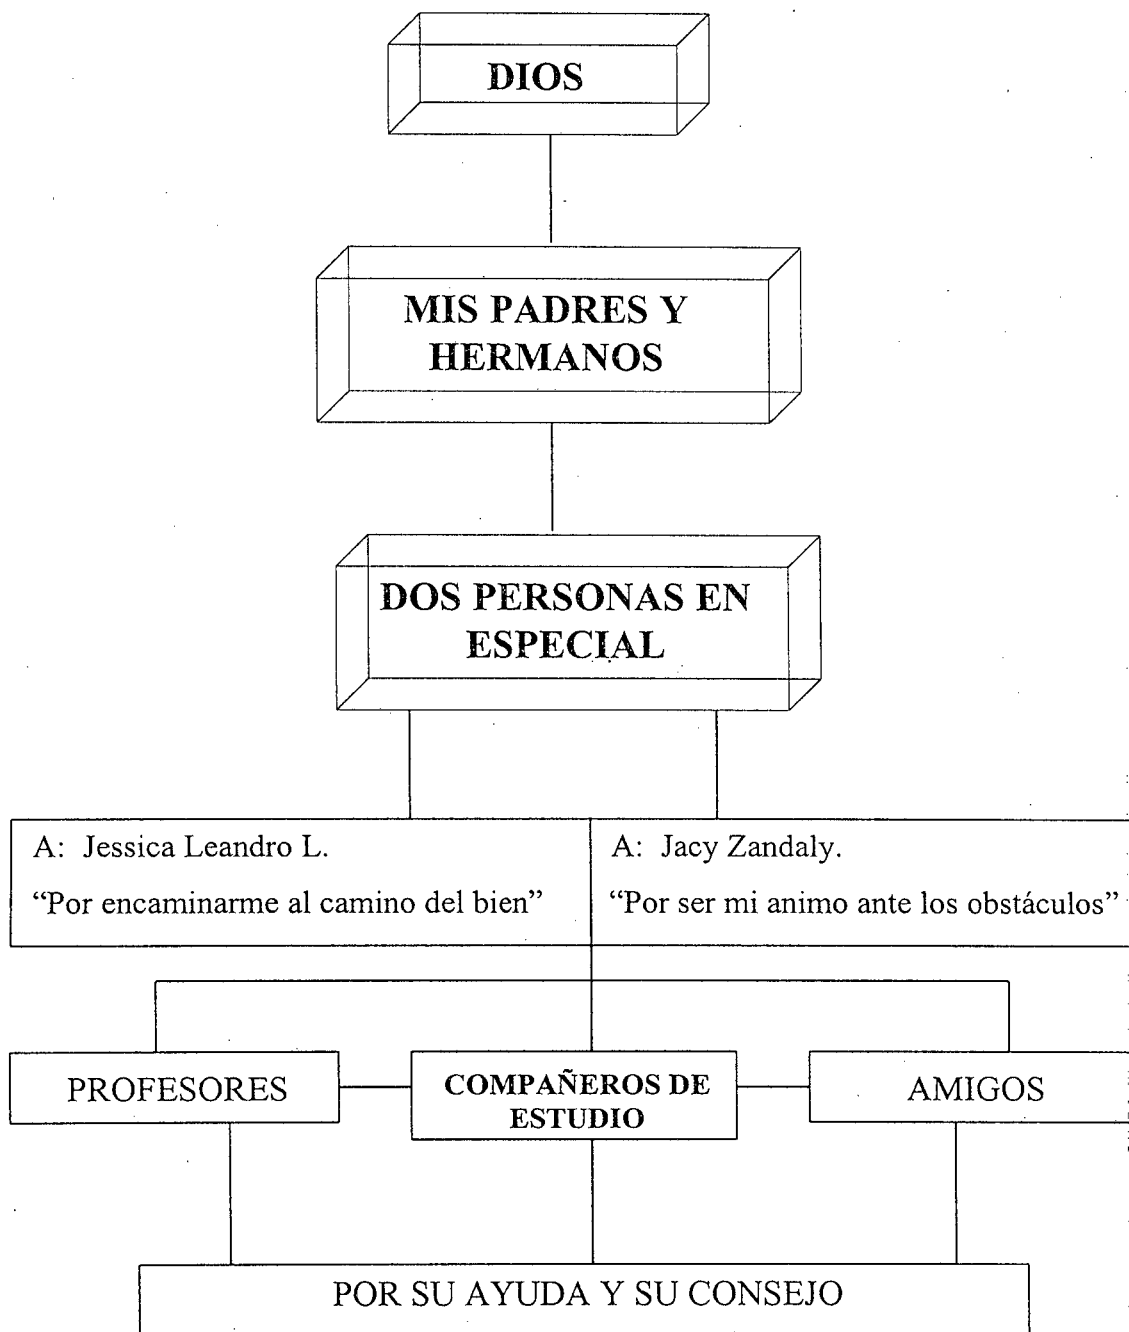 DIOS
MIS PADRES Y
HERMANOS
DOS PERSONAS EN
ESPECIAL
A: Jessica Leandro L.
“Por encaminarme al camino del bien”
A: Jacy Zandaly.
“Por ser mi animo ante los obstáculos”
PROFESORES
COMPAÑEROS DE
ESTUDIO
AMIGOS
POR SU AYUDA Y SU CONSEJO